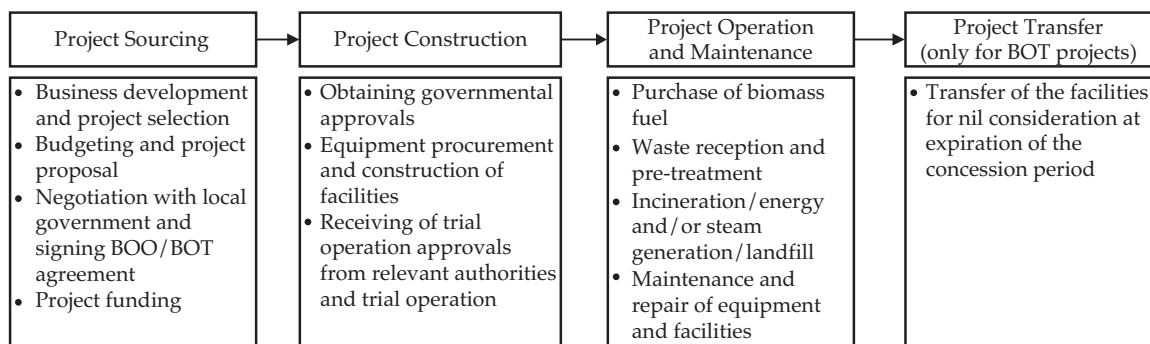 Project Sourcing
Project Construction
Project Operation
and Maintenance
Project Transfer
(only for BOT projects)
• Business development
and project selection
• Budgeting and project
proposal
• Negotiation with local
government and
signing BOO/BOT
agreement
• Project funding
• Obtaining governmental
approvals
• Equipment procurement
and construction of
facilities
• Receiving of trial
operation approvals
from relevant authorities
and trial operation
• Purchase of biomass
fuel
• Waste reception and
pre-treatment
• Incineration/energy
and/or steam
generation/landfill
• Maintenance and
repair of equipment
and facilities
• Transfer of the facilities
for nil consideration at
expiration of the
concession period